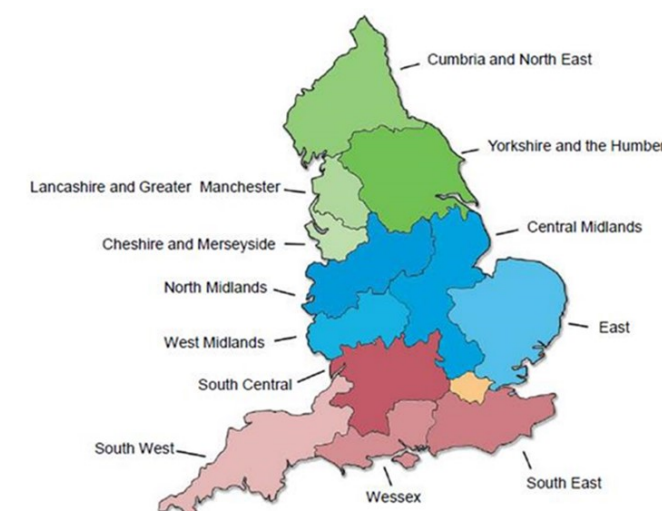 Cumbria and North East
Yorkshire and the Humber
Lancashire and Greater Manchester
Central Midlands
Cheshire and Merseyside
North Midlands
East
West Midlands
South Central
South West
South East
Wessex